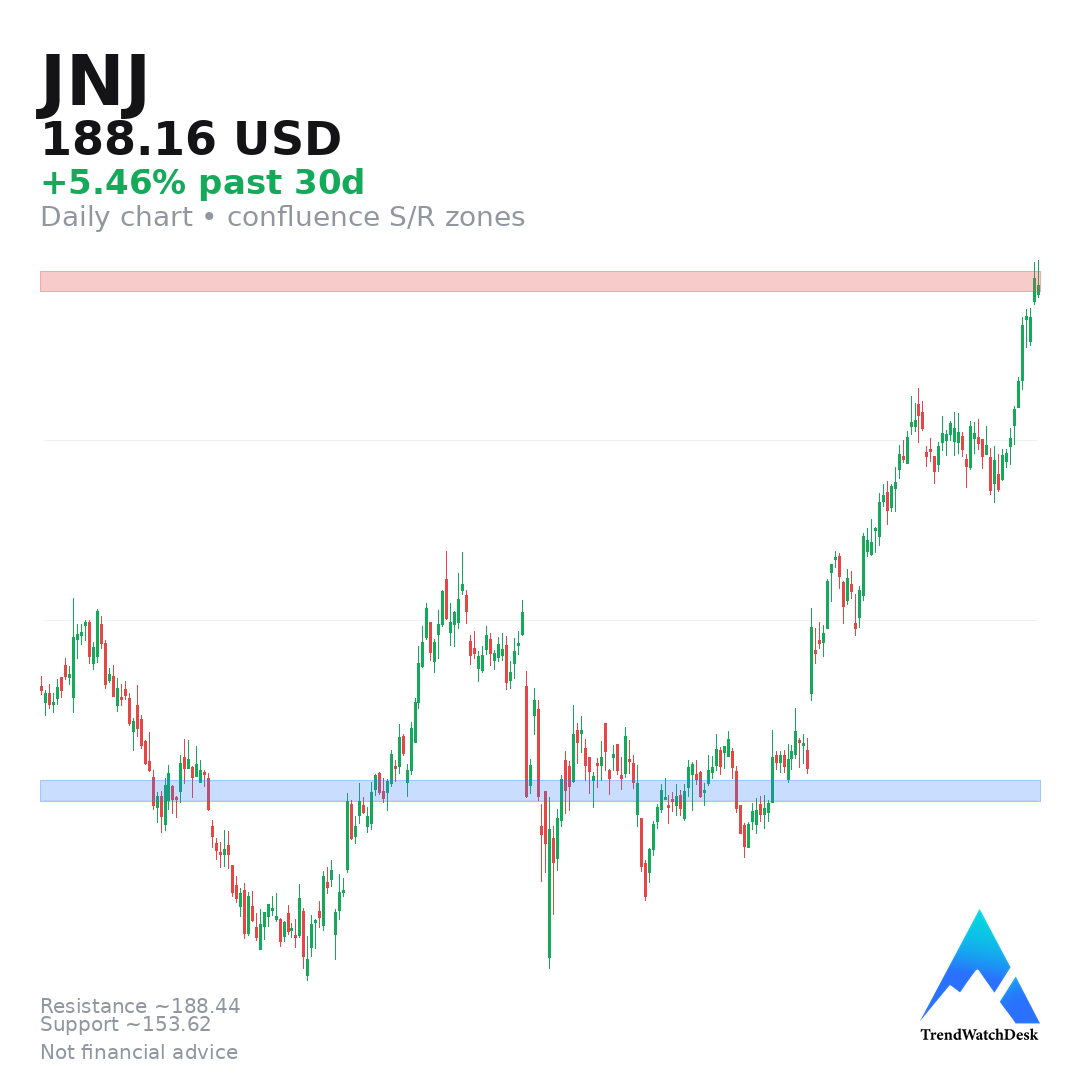 JNJ
188.16 USD
+5.46% past 30d
Daily chart • confluence S/R zones
Resistance ~188.44
Support ~153.62
Not financial advice
TrendWatchDesk